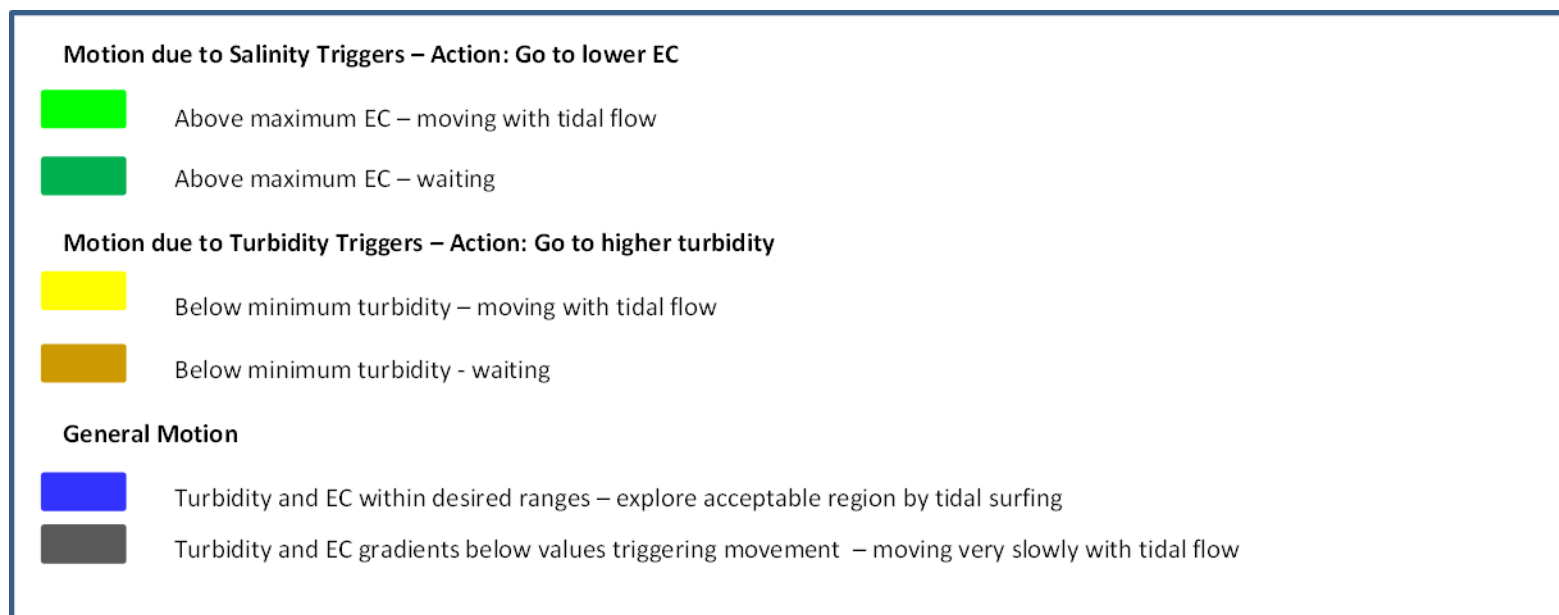 Motion due to Salinity Triggers – Action: Go to lower EC
Above maximum EC – moving with tidal flow
Above maximum EC – waiting
Motion due to Turbidity Triggers – Action: Go to higher turbidity
Below minimum turbidity – moving with tidal flow
Below minimum turbidity - waiting
General Motion
Turbidity and EC within desired ranges – explore acceptable region by tidal surfing
Turbidity and EC gradients below values triggering movement – moving very slowly with tidal flow